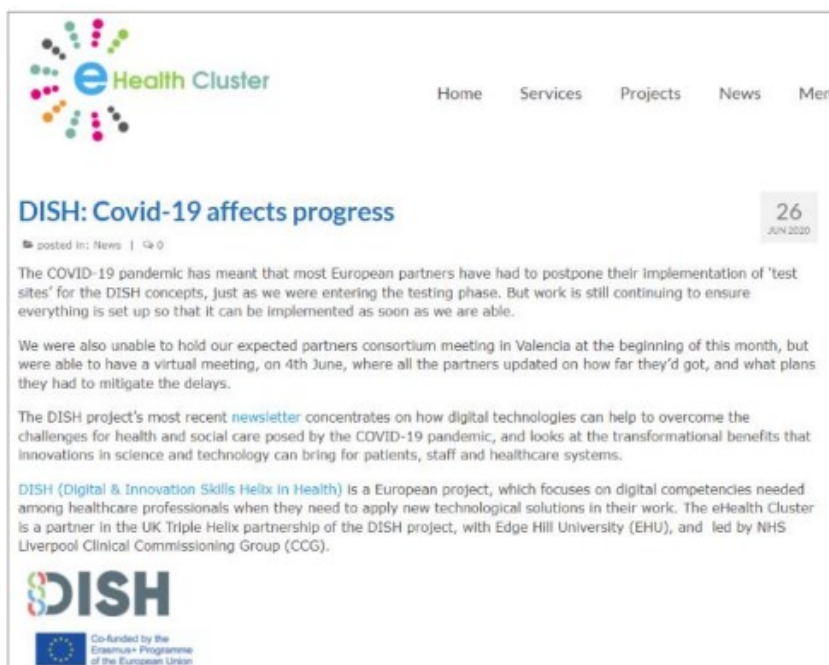 e Health Cluster
Home Services Projects News Mer
DISH: Covid-19 affects progress
26
JUN 2020
posted in: News | 0
The COVID-19 pandemic has meant that most European partners have had to postpone their implementation of 'test
sites' for the DISH concepts, just as we were entering the testing phase. But work is still continuing to ensure
everything is set up so that it can be implemented as soon as we are able.
We were also unable to hold our expected partners consortium meeting in Valencia at the beginning of this month, but
were able to have a virtual meeting, on 4th June, where all the partners updated on how far they'd got, and what plans
they had to mitigate the delays.
The DISH project's most recent newsletter concentrates on how digital technologies can help to overcome the
challenges for health and social care posed by the COVID-19 pandemic, and looks at the transformational benefits that
innovations in science and technology can bring for patients, staff and healthcare systems.
DISH (Digital & Innovation Skills Helix in Health) is a European project, which focuses on digital competencies needed
among healthcare professionals when they need to apply new technological solutions in their work. The eHealth Cluster
is a partner in the UK Triple Helix partnership of the DISH project, with Edge Hill University (EHU), and led by NHS
Liverpool Clinical Commissioning Group (CCG).
DISH
Co-funded by the
Erasmus+ Programme
of the European Union